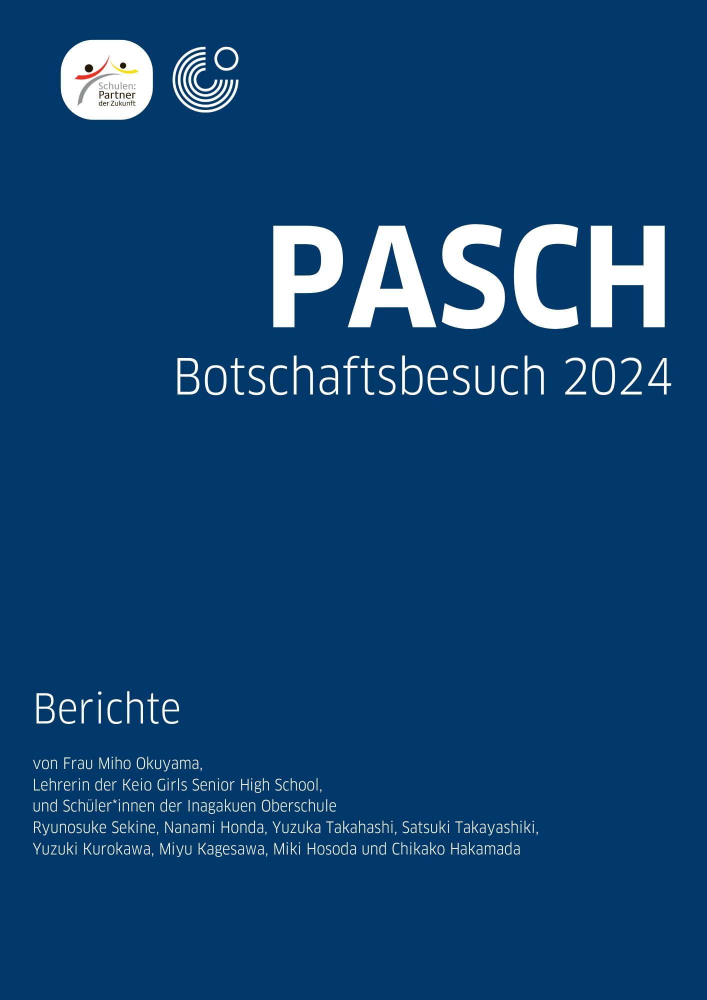 Schulen:
Partner
der Zukunft
PASCH
Botschaftsbesuch 2024
Berichte
von Frau Miho Okuyama,
Lehrerin der Keio Girls Senior High School,
und Schüler*innen der Inagakuen Oberschule
Ryunosuke Sekine, Nanami Honda, Yuzuka Takahashi, Satsuki Takayashiki,
Yuzuki Kurokawa, Miyu Kagesawa, Miki Hosoda und Chikako Hakamada